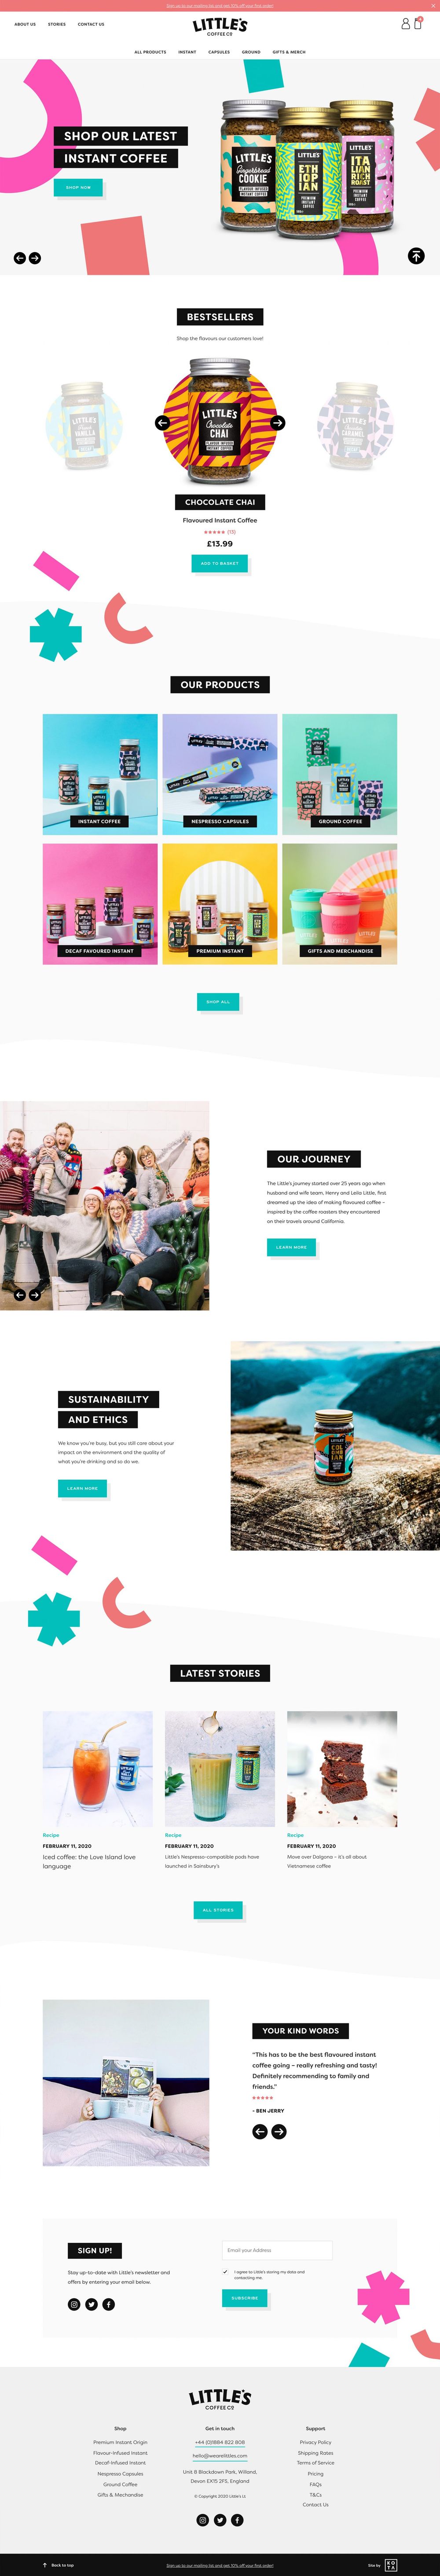 Sign up to our mailing list and get 10% off your first order!
ABOUT US STORIES CONTACT US
LITTLE'S
COFFEE CO
ALL PRODUCTS INSTANT CAPSULES GROUND GIFTS & MERCH
SHOP OUR LATEST
INSTANT COFFEE
SHOP NOW
LITTLE'S
Gingerbread
COOKIE
FLAVOUR INFUSED
INSTANT COFFEE
LITTLE'S
ETH
IOP
IAN
PREMIUM
INSTANT
COFFEE
LITTLE'S
ITA
LIAN
RICH
ROAST
PREMIUM
INSTANT
COFFEE
BESTSELLERS
Shop the flavours our customers love!
LITTLE'S
French
VANILLA
LITTLE'S
Chocolate
CHAI
FLAVOUR INFUSED
INSTANT COFFEE
LITTLE'S
Chocolate
CARAMEL
CHOCOLATE CHAI
Flavoured Instant Coffee
(13)
£13.99
ADD TO BASKET
OUR PRODUCTS
INSTANT COFFEE
NESPRESSO CAPSULES
GROUND COFFEE
DECAF FAVOURED INSTANT
PREMIUM INSTANT
GIFTS AND MERCHANDISE
SHOP ALL
OUR JOURNEY
The Little's journey started over 25 years ago when
husband and wife team, Henry and Leila Little, first
dreamed up the idea of making flavoured coffee –
inspired by the coffee roasters they encountered
on their travels around California.
LEARN MORE
SUSTAINABILITY
AND ETHICS
We know you're busy, but you still care about your
impact on the environment and the quality of
what you're drinking and so do we.
LEARN MORE
LITTLE'S
COL
OMB
IAN
LATEST STORIES
Recipe
FEBRUARY 11, 2020
Iced coffee: the Love Island love
language
Recipe
FEBRUARY 11, 2020
Little's Nespresso-compatible pods have
launched in Sainsbury's
Recipe
FEBRUARY 11, 2020
Move over Dalgona – it's all about
Vietnamese coffee
ALL STORIES
YOUR KIND WORDS
"This has to be the best flavoured instant
coffee going – really refreshing and tasty!
Definitely recommending to family and
friends."
- BEN JERRY
SIGN UP!
Stay up-to-date with Little's newsletter and
offers by entering your email below.
Email your Address
I agree to Little's storing my data and
contacting me.
SUBSCRIBE
LITTLE'S
COFFEE CO
Shop
Premium Instant Origin
Flavour-Infused Instant
Decaf-Infused Instant
Nespresso Capsules
Ground Coffee
Gifts & Mechandise
Get in touch
+44 (0)1884 822 808
hello@wearelittles.com
Unit B Blackdown Park, Willand,
Devon EX15 2FS, England
© Copyright 2020 Little's Lt
Support
Privacy Policy
Shipping Rates
Terms of Service
Pricing
FAQs
T&Cs
Contact Us
Back to top
Sign up to our mailing list and get 10% off your first order!
Site by
KO
TA